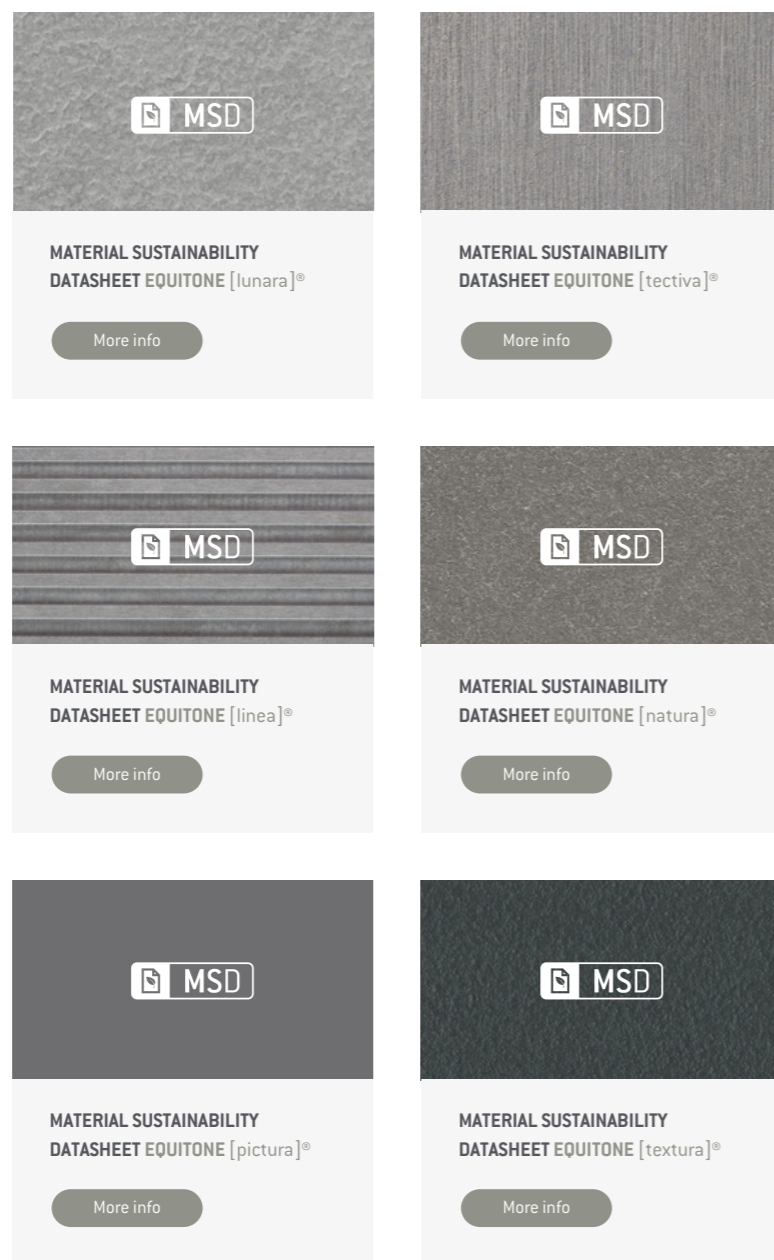 MSD
MATERIAL SUSTAINABILITY
DATASHEET EQUITONE [lunara]®
More info
MSD
MATERIAL SUSTAINABILITY
DATASHEET EQUITONE [tectiva]®
More info
MSD
MATERIAL SUSTAINABILITY
DATASHEET EQUITONE [linea]®
More info
MSD
MATERIAL SUSTAINABILITY
DATASHEET EQUITONE [natura]®
More info
MSD
MATERIAL SUSTAINABILITY
DATASHEET EQUITONE [pictura]®
More info
MSD
MATERIAL SUSTAINABILITY
DATASHEET EQUITONE [textura]®
More info